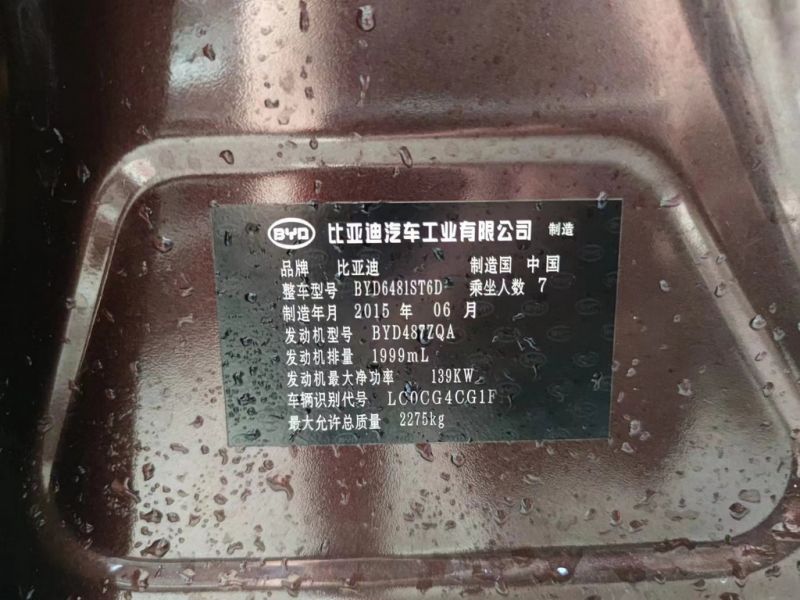 BYD 比亚迪汽车工业有限公司 制造
品牌 比亚迪 制造国 中国
整车型号 BYD6481ST6D 乘坐人数 7
制造年月 2015 年 06 月
发动机型号 BYD487ZQA
发动机排量 1999mL
发动机最大净功率 139KW
车辆识别代号 LC0CG4CG1F
最大允许总质量 2275kg